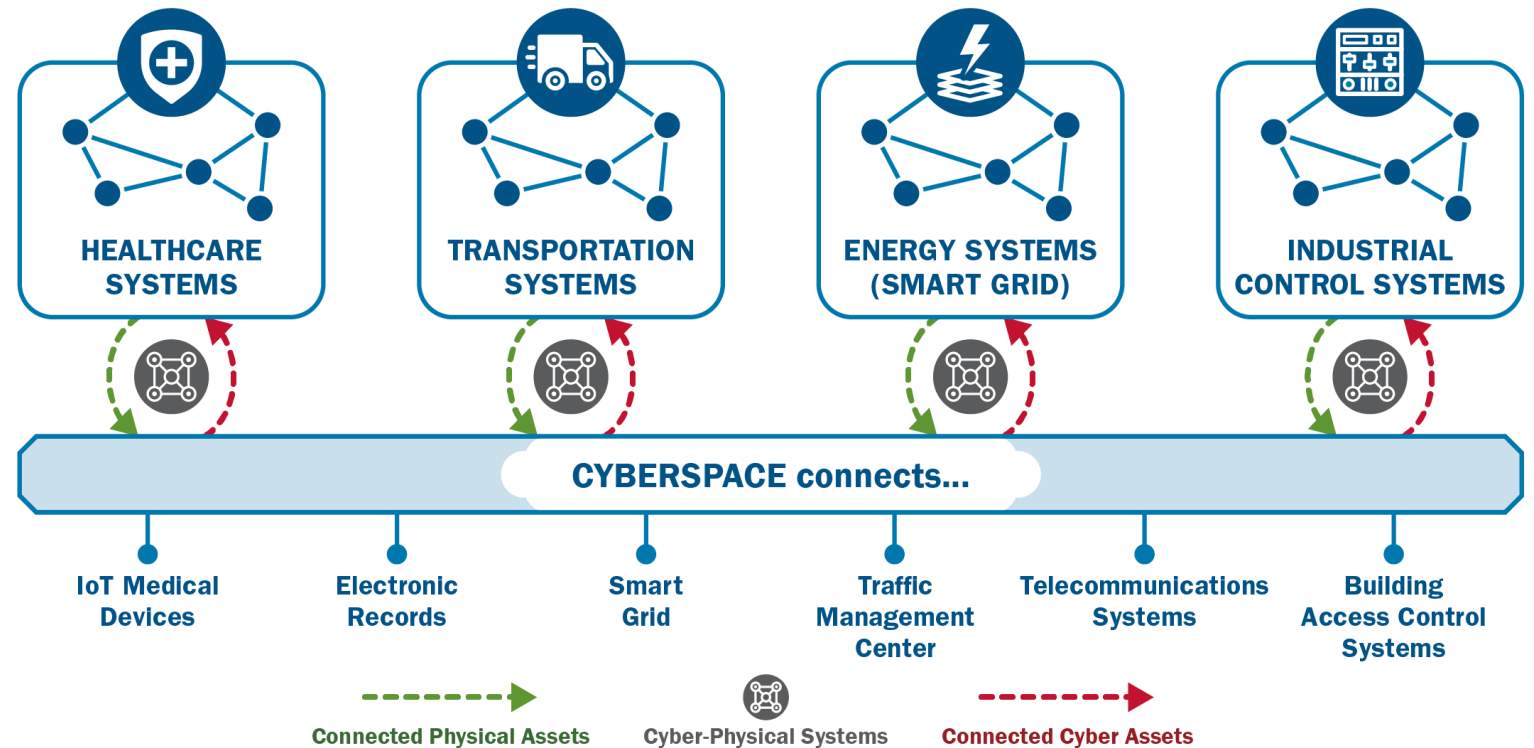 HEALTHCARE
SYSTEMS
TRANSPORTATION
SYSTEMS
ENERGY SYSTEMS
(SMART GRID)
INDUSTRIAL
CONTROL SYSTEMS
CYBERSPACE connects...
IoT Medical
Devices
Electronic
Records
Smart
Grid
Traffic
Management
Center
Telecommunications
Systems
Building
Access Control
Systems
Connected Physical Assets
Cyber-Physical Systems
Connected Cyber Assets